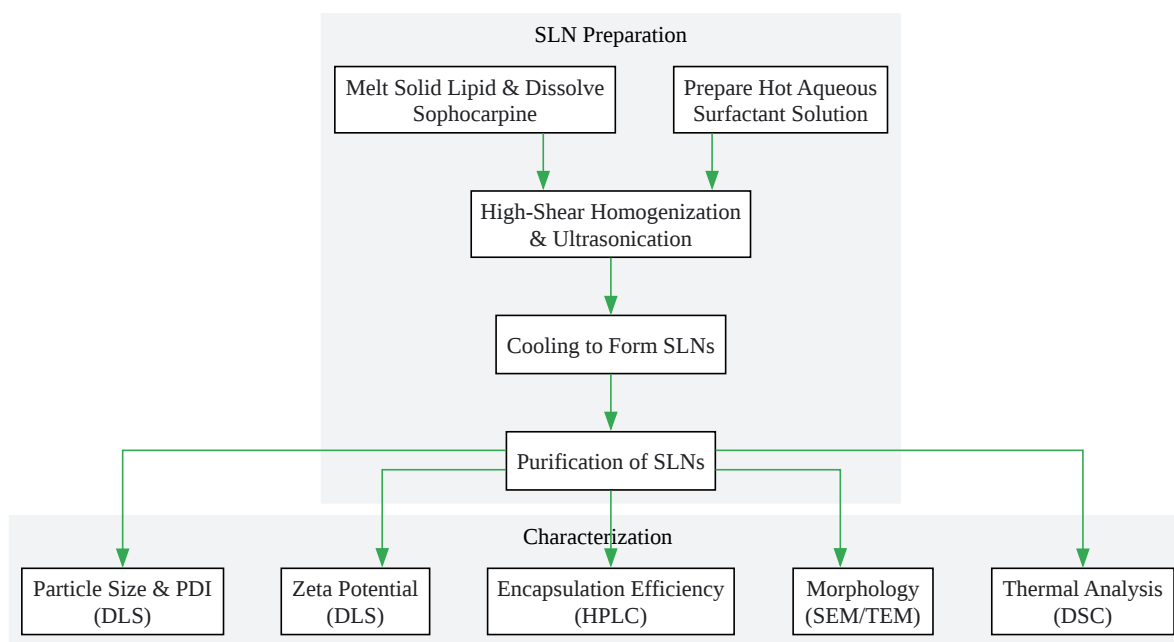 SLN Preparation
Melt Solid Lipid & Dissolve
Sophocarpine
Prepare Hot Aqueous
Surfactant Solution
High-Shear Homogenization
& Ultrasonication
Cooling to Form SLNs
Purification of SLNs
Characterization
Particle Size & PDI
(DLS)
Zeta Potential
(DLS)
Encapsulation Efficiency
(HPLC)
Morphology
(SEM/TEM)
Thermal Analysis
(DSC)